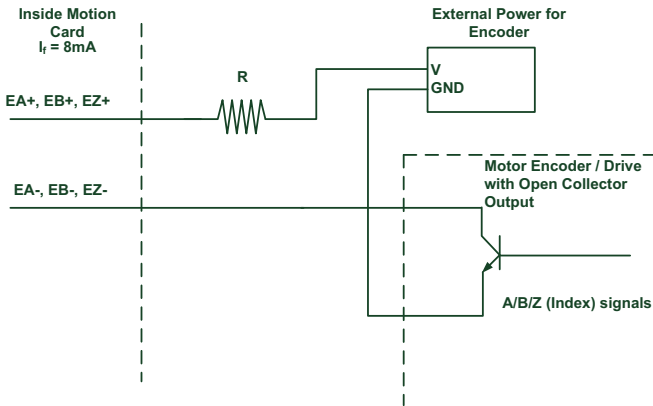 Inside Motion
Card
If = 8mA
External Power for
Encoder
R
V
GND
EA+, EB+, EZ+
Motor Encoder / Drive
with Open Collector
Output
EA-, EB-, EZ-
A/B/Z (Index) signals